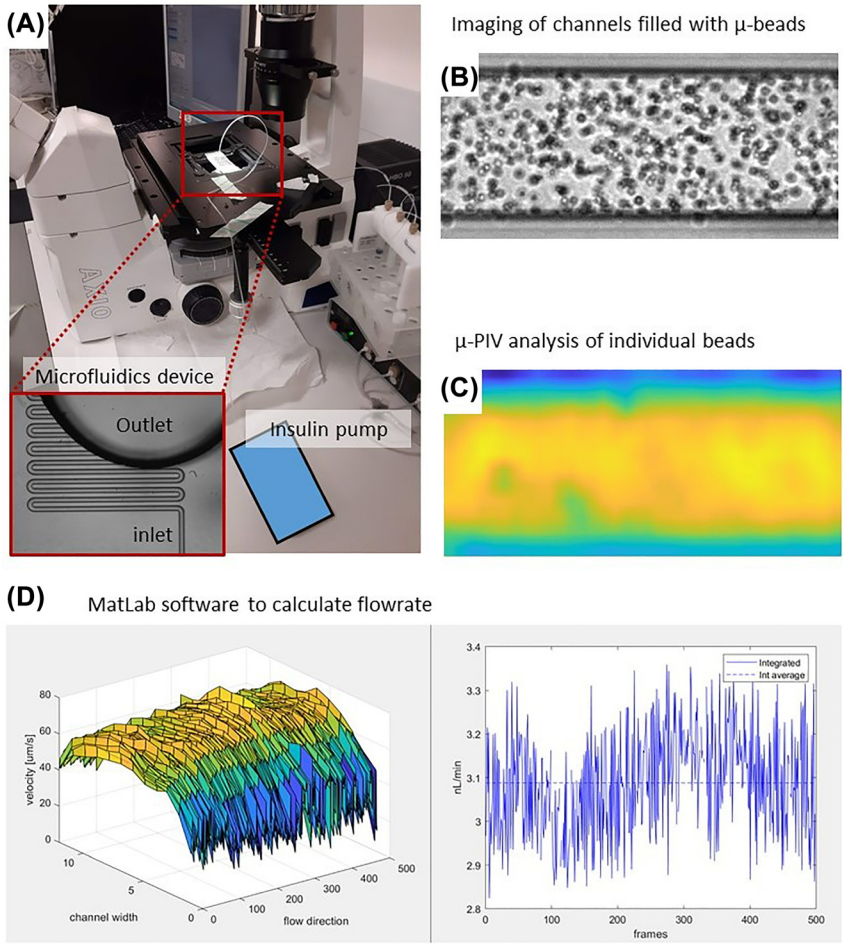 (A)
AXIO
HBO 50
Microfluidics device
Outlet
inlet
Insulin pump
Imaging of channels filled with µ-beads
(B)
µ-PIV analysis of individual beads
(C)
(D)
MatLab software to calculate flowrate
80
60
40
20
0
velocity [um/s]
10
5
0
channel width
0
100
200
300
400
500
flow direction
3.4
3.3
3.2
3.1
3
2.9
2.8
nL/min
Integrated
Int average
0
100
200
300
400
500
frames